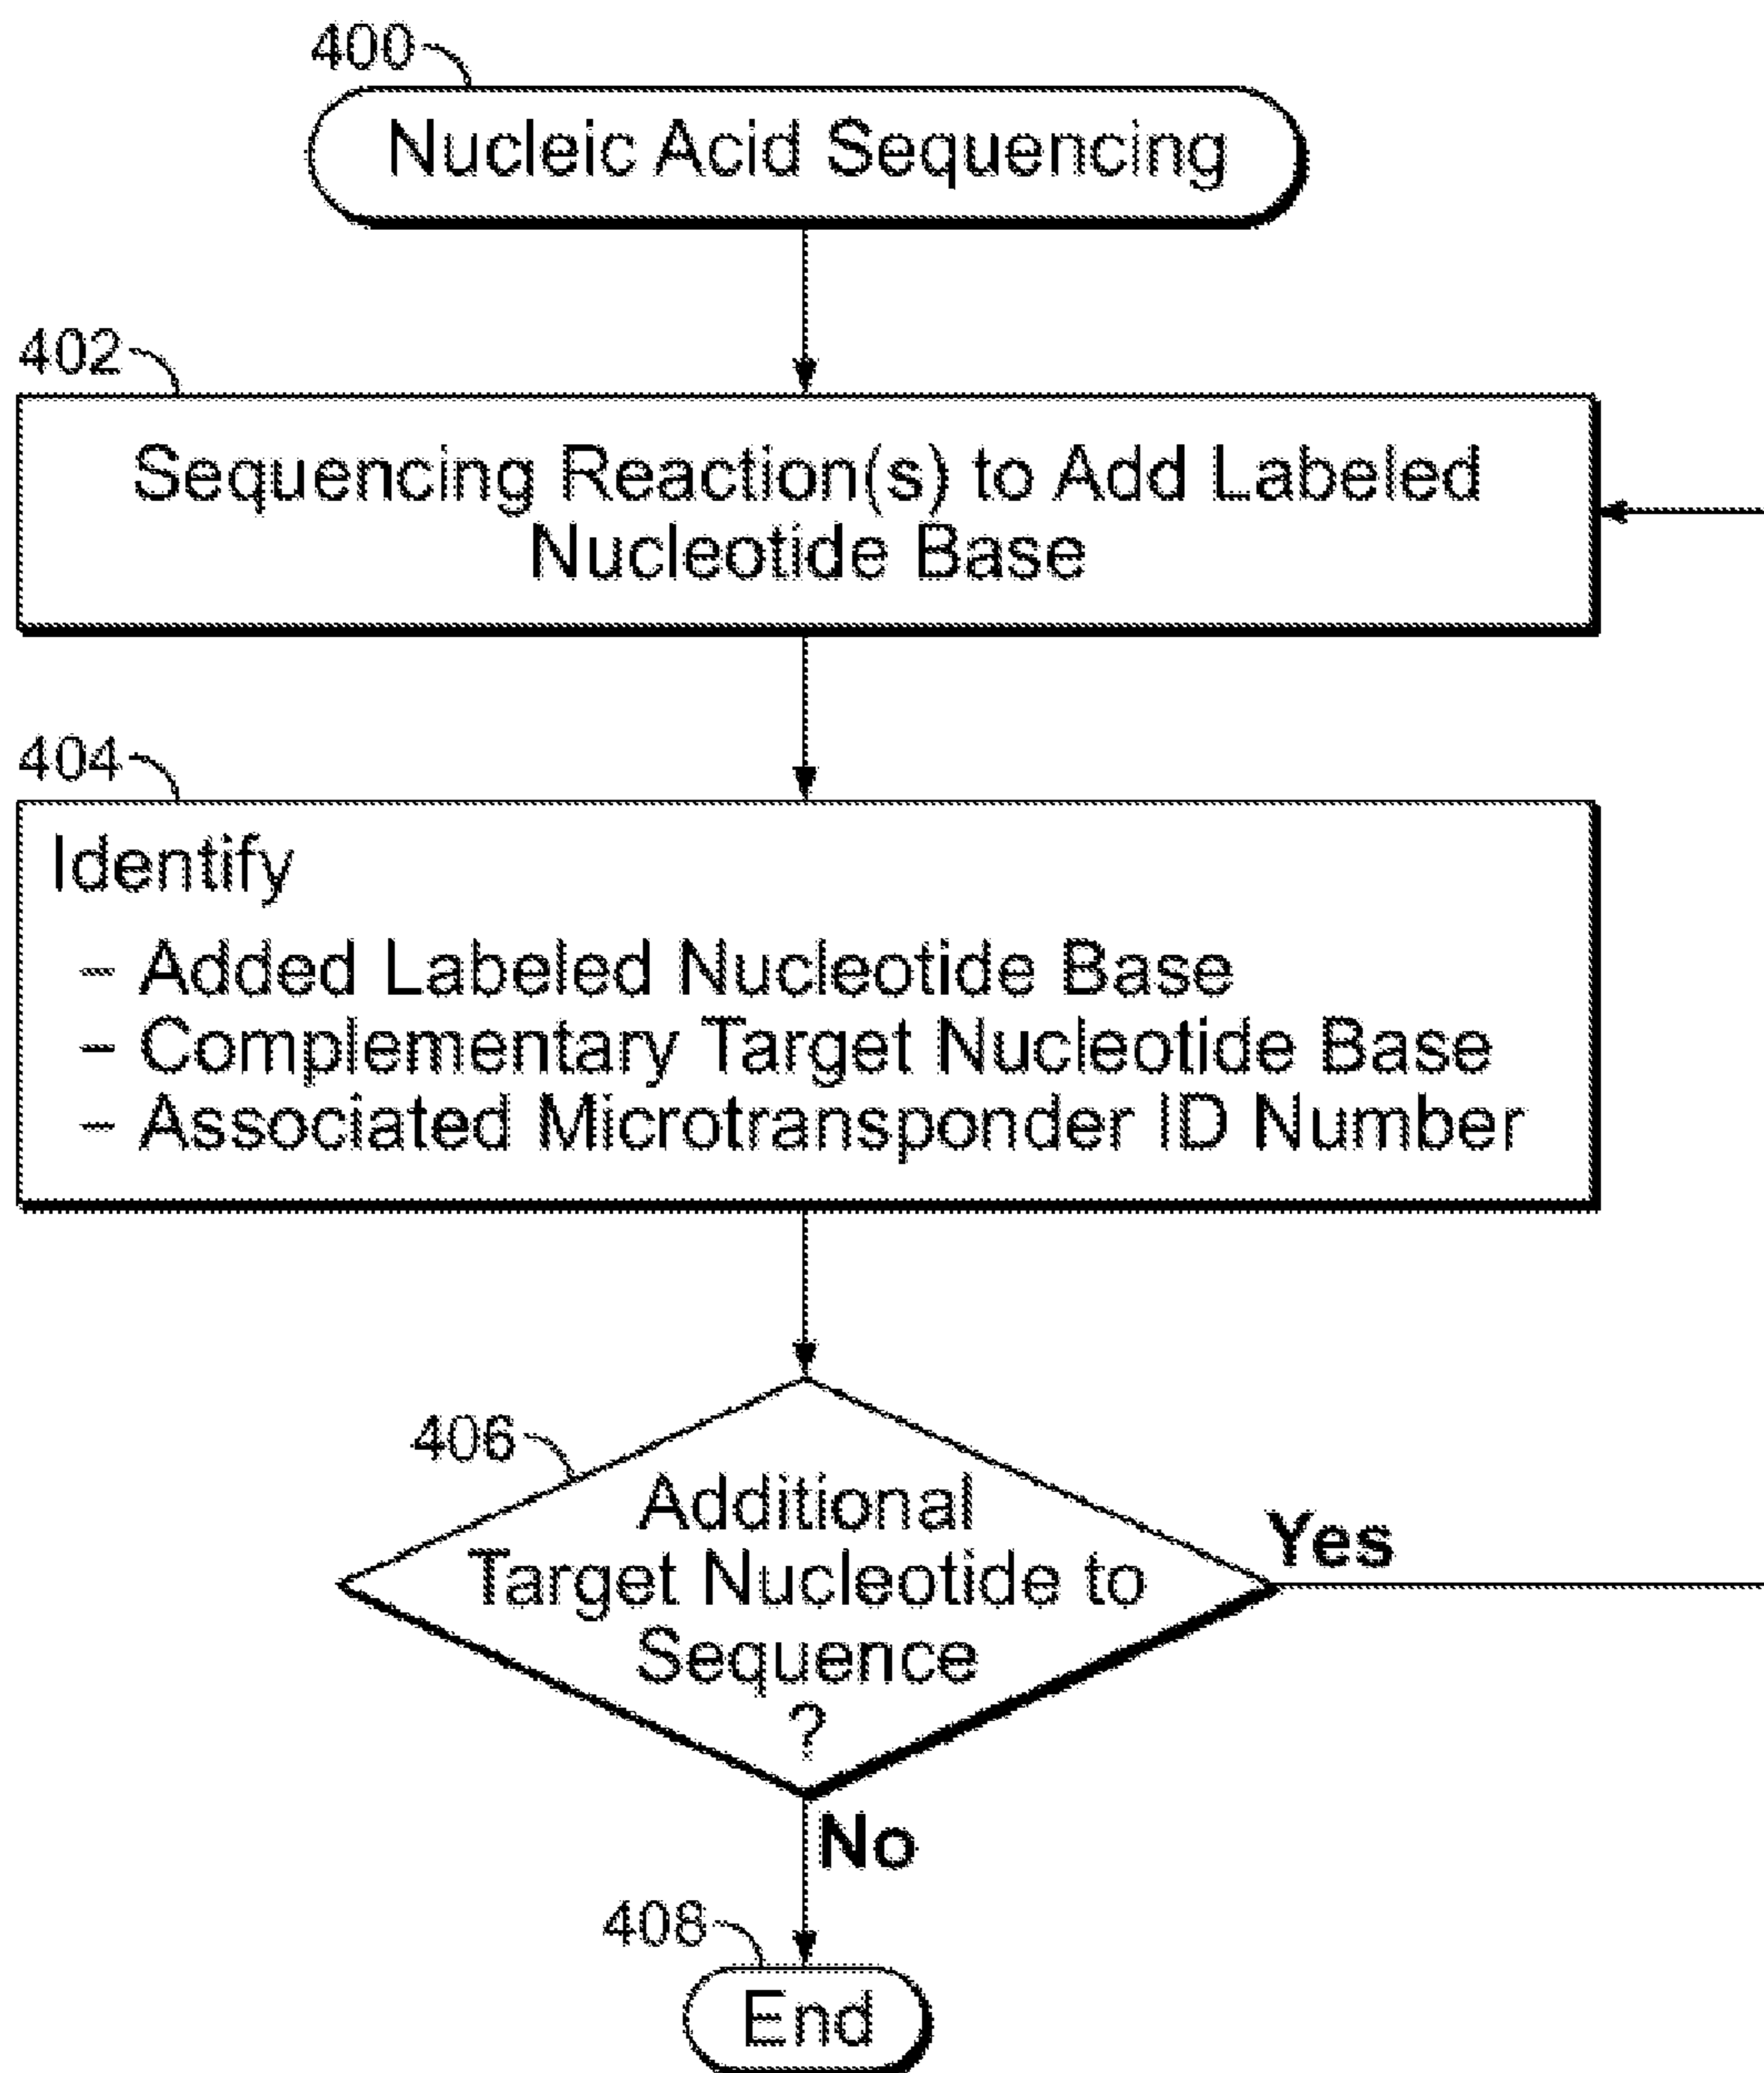 400
Nucleic Acid Sequencing
402
Sequencing Reaction(s) to Add Labeled
Nucleotide Base
404
Identify
– Added Labeled Nucleotide Base
– Complementary Target Nucleotide Base
– Associated Microtransponder ID Number
406
Additional
Target Nucleotide to
Sequence
?
Yes
No
408
End